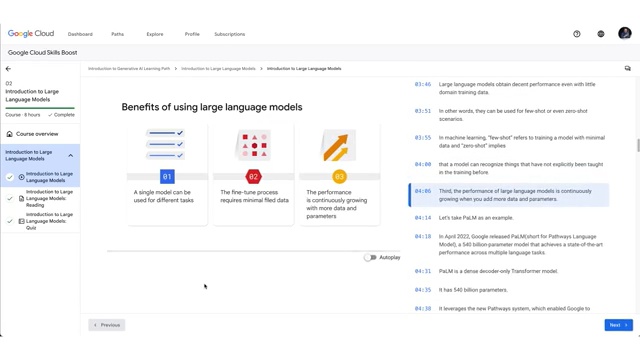 Google Cloud
Dashboard
Paths
Explore
Profile
Subscriptions
Google Cloud Skills Boost
Introduction to Generative AI Learning Path
Introduction to Large Language Models
Introduction to Large Language Models
02
Introduction to Large
Language Models
Course · 8 hours ✓ Complete
Course overview
Introduction to Large
Language Models
Introduction to Large
Language Models
Introduction to Large
Language Models:
Reading
Introduction to Large
Language Models:
Quiz
Benefits of using large language models
01
A single model can be
used for different tasks
02
The fine-tune process
requires minimal filed data
03
The performance
is continuously growing
with more data and
parameters
Autoplay
Previous
03:46 Large language models obtain decent performance even with little
domain training data.
03:51 In other words, they can be used for few-shot or even zero-shot
scenarios.
03:55 In machine learning, "few-shot" refers to training a model with minimal
data and "zero-shot" implies
04:00 that a model can recognize things that have not explicitly been taught
in the training before.
04:06 Third, the performance of large language models is continuously
growing when you add more data and parameters.
04:14 Let's take PaLM as an example.
04:18 In April 2022, Google released PaLM(short for Pathways Language
Model), a 540 billion-parameter model that achieves a state-of-the-art
performance across multiple language tasks.
04:31 PaLM is a dense decoder-only Transformer model.
04:35 It has 540 billion parameters.
04:38 It leverages the new Pathways system, which enabled Google to
Next